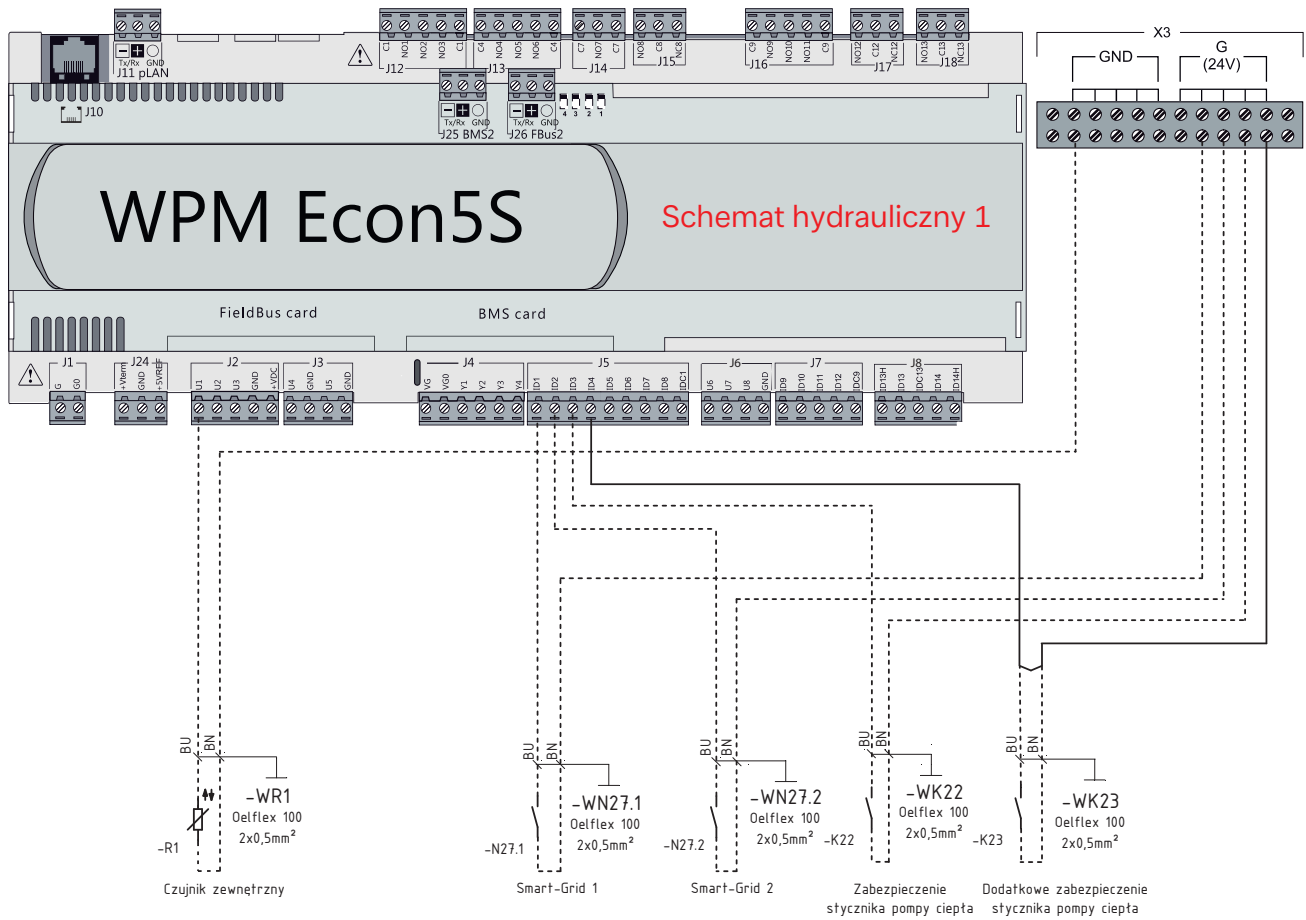 X3
GND
G
(24V)
C1
NO1
NO2
NO3
C1
C4
NO4
NO5
NO6
C4
C7
NO7
C7
NO8
C8
NC8
C9
NO9
NO10
NO11
C9
NO12
C12
NC12
NO13
C13
NC13
Tx/Rx GND
J11 pLAN
J12
J13
J14
J15
J16
J17
J18
J10
Tx/Rx GND
J25 BMS2
Tx/Rx GND
J26 FBus2
4 3 2 1
WPM Econ5S
Schemat hydrauliczny 1
FieldBus card
BMS card
J1
J24
J2
J3
J4
J5
J6
J7
J8
G
G0
+Vterm
GND
+5VREF
U1
U2
U3
GND
+VDC
U4
GND
U5
GND
VG
VG0
Y1
Y2
Y3
Y4
ID1
ID2
ID3
ID4
ID5
ID6
ID7
ID8
IDC1
U6
U7
U8
GND
ID9
ID10
ID11
ID12
IDC9
ID13H
ID13
IDC13
ID14
ID14H
BU
BN
BU
BN
BU
BN
BU
BN
BU
BN
-WR1
Oelflex 100
2x0,5mm²
-R1
Czujnik zewnętrzny
-WN27.1
Oelflex 100
2x0,5mm²
-N27.1
Smart-Grid 1
-WN27.2
Oelflex 100
2x0,5mm²
-N27.2
Smart-Grid 2
-WK22
Oelflex 100
2x0,5mm²
-K22
Zabezpieczenie
stycznika pompy ciepła
-WK23
Oelflex 100
2x0,5mm²
-K23
Dodatkowe zabezpieczenie
stycznika pompy ciepła